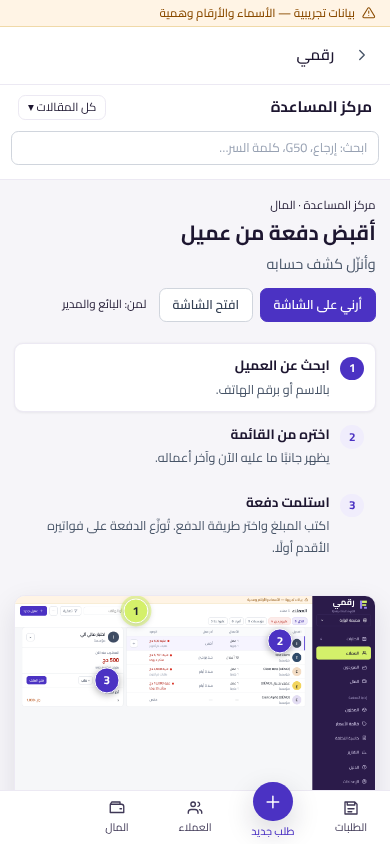 بيانات تجريبية — الأسماء والأرقام وهمية
رقمي
مركز المساعدة
كل المقالات ▾
ابحث: إرجاع، G50، كلمة السر...
مركز المساعدة · المال
أقبض دفعة من عميل
وأنزّل كشف حسابه
أرني على الشاشة
افتح الشاشة
لمن: البائع والمدير
1
ابحث عن العميل
بالاسم أو برقم الهاتف.
2
اختره من القائمة
يظهر جانبًا ما عليه الآن وآخر أعماله.
3
استلمت دفعة
اكتب المبلغ واختر طريقة الدفع. تُوزَّع الدفعة على فواتيره
الأقدم أولًا.
رقمي
1
2
3
الطلبات
طلب جديد
العملاء
المال